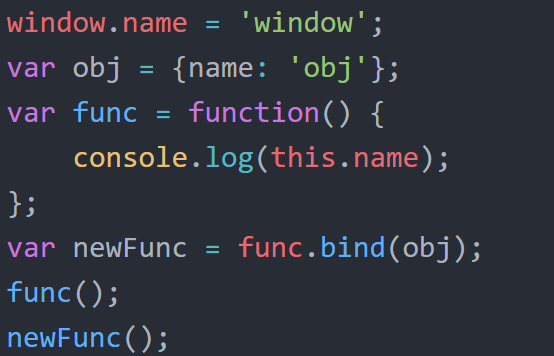 window.name = 'window';
var obj = {name: 'obj'};
var func = function() {
    console.log(this.name);
};
var newFunc = func.bind(obj);
func();
newFunc();